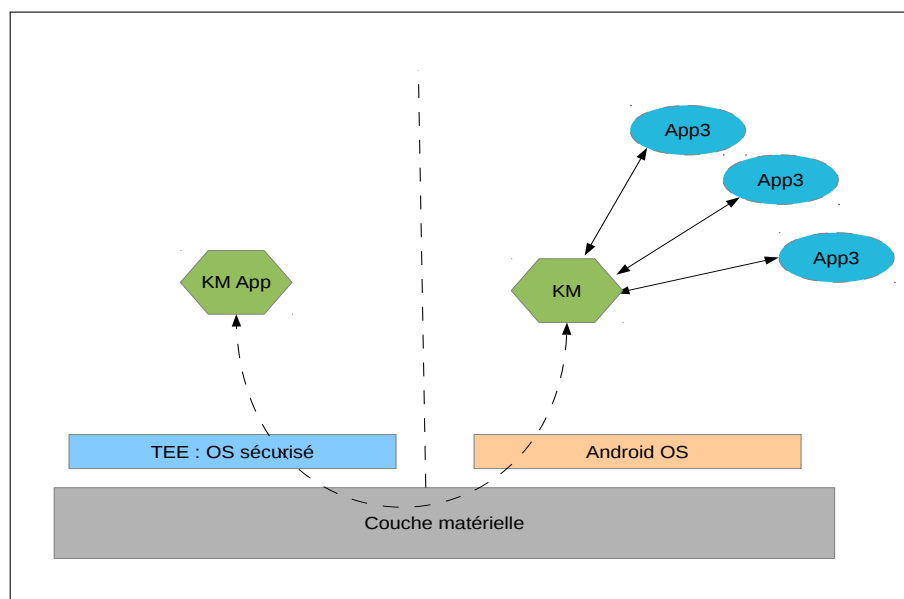 App3
App3
App3
KM App
KM
TEE : OS sécurisé
Android OS
Couche matérielle